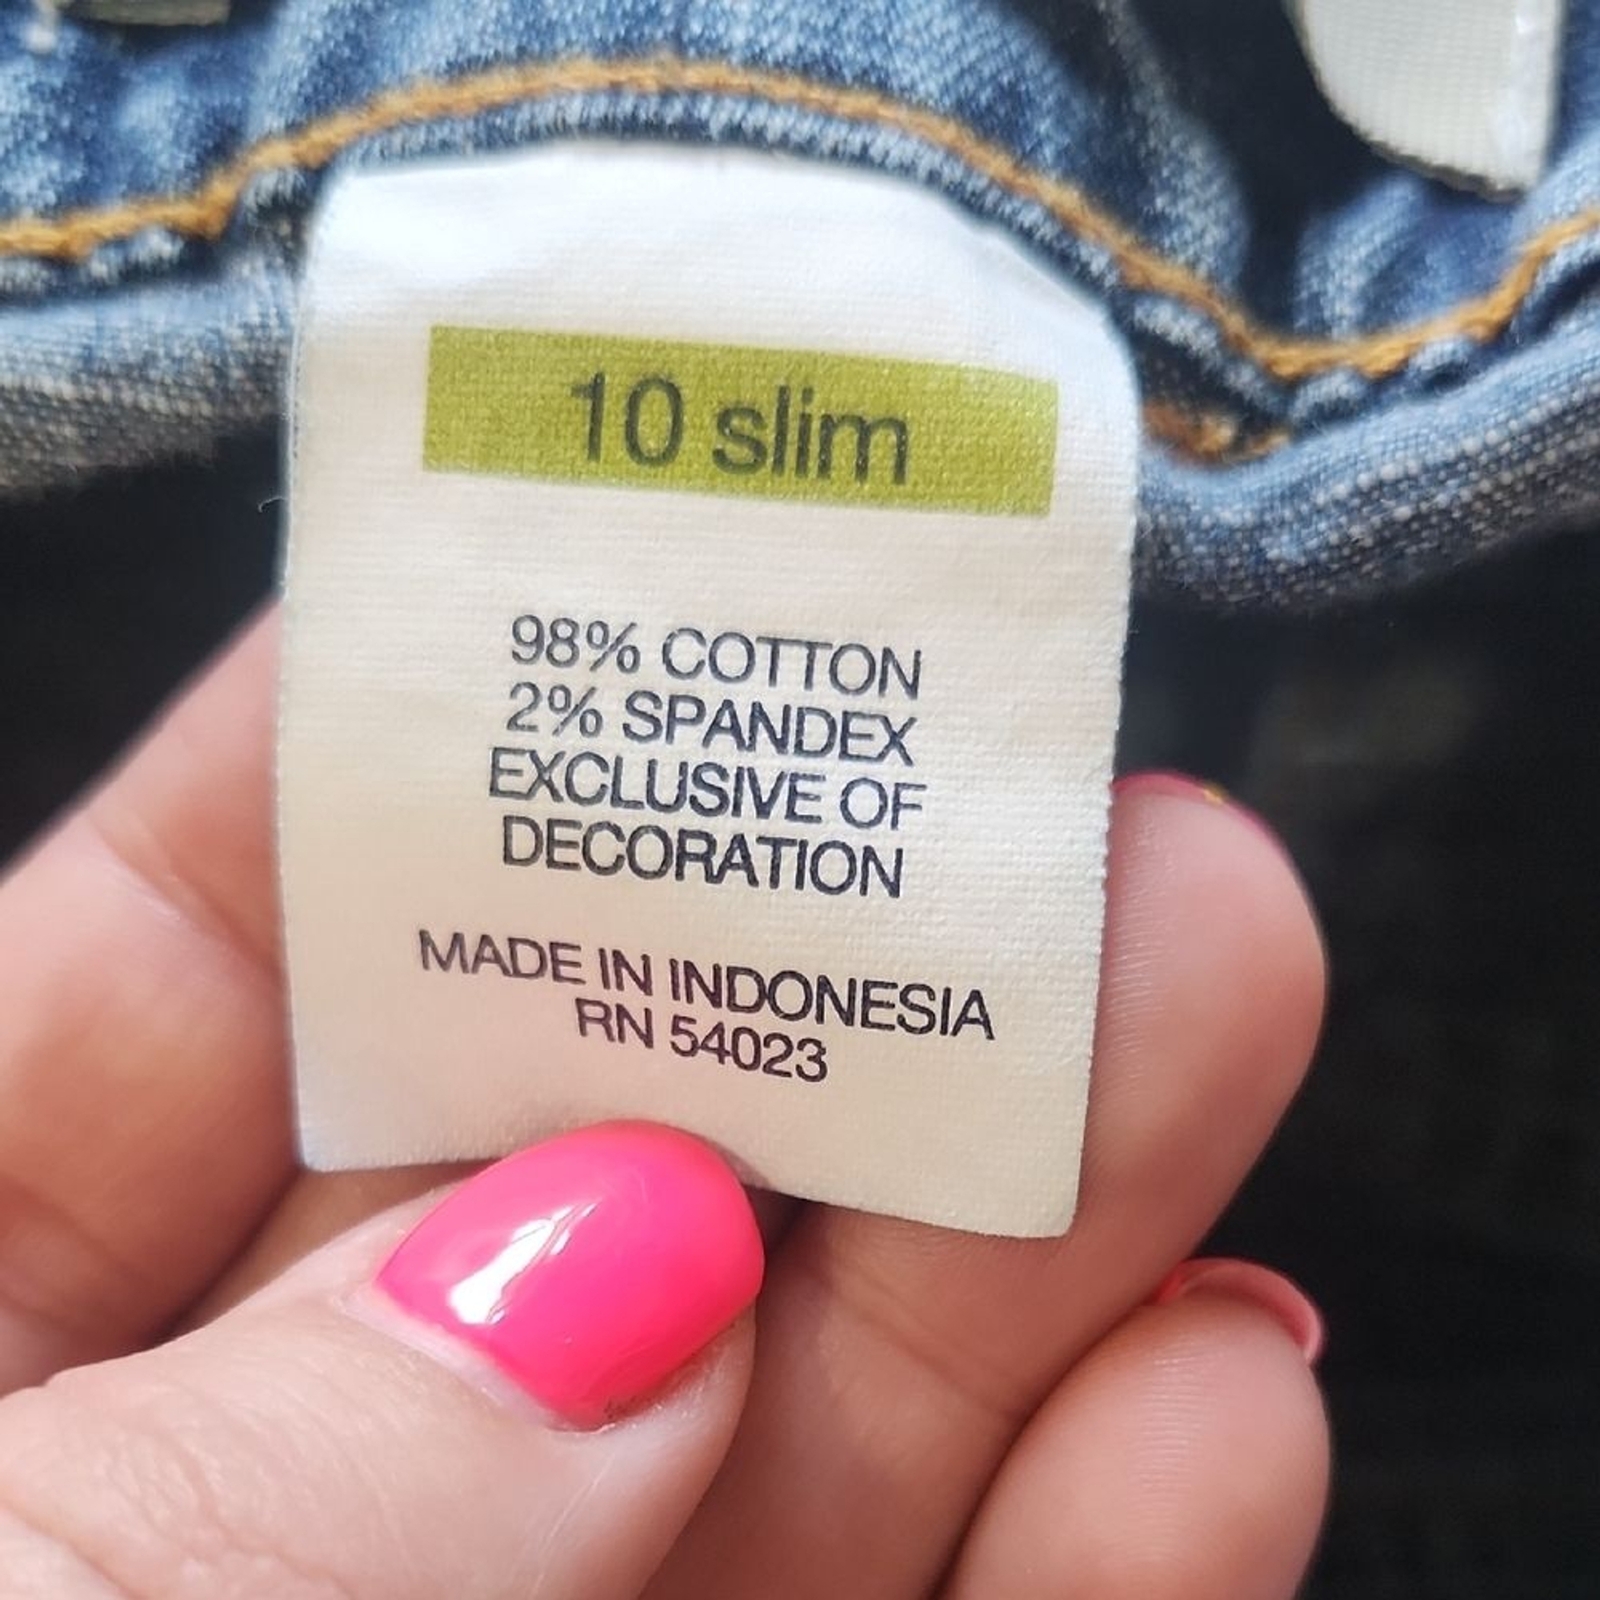 10 slim
98% COTTON
2% SPANDEX
EXCLUSIVE OF
DECORATION
MADE IN INDONESIA
RN 54023